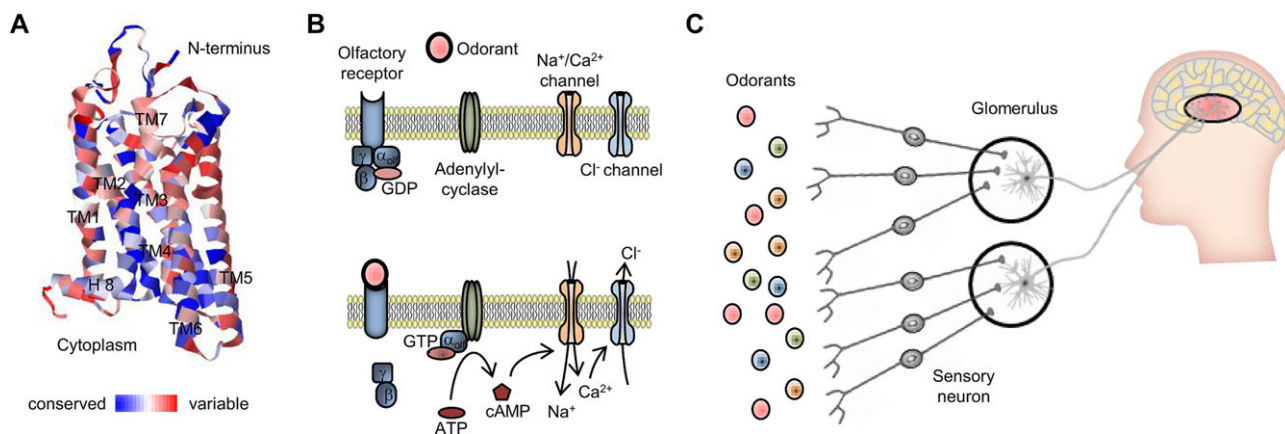 A
N-terminus
TM7
TM2
TM3
TM1
TM4
TM5
H 8
TM6
Cytoplasm
conserved variable
B
Olfactory
receptor
Odorant
Na⁺/Ca²⁺
channel
γ
αolf
β
GDP
Adenylyl-
cyclase
Cl⁻ channel
Cl⁻
GTP
αolf
γ
β
ATP
cAMP
Na⁺
Ca²⁺
C
Odorants
Glomerulus
Sensory
neuron